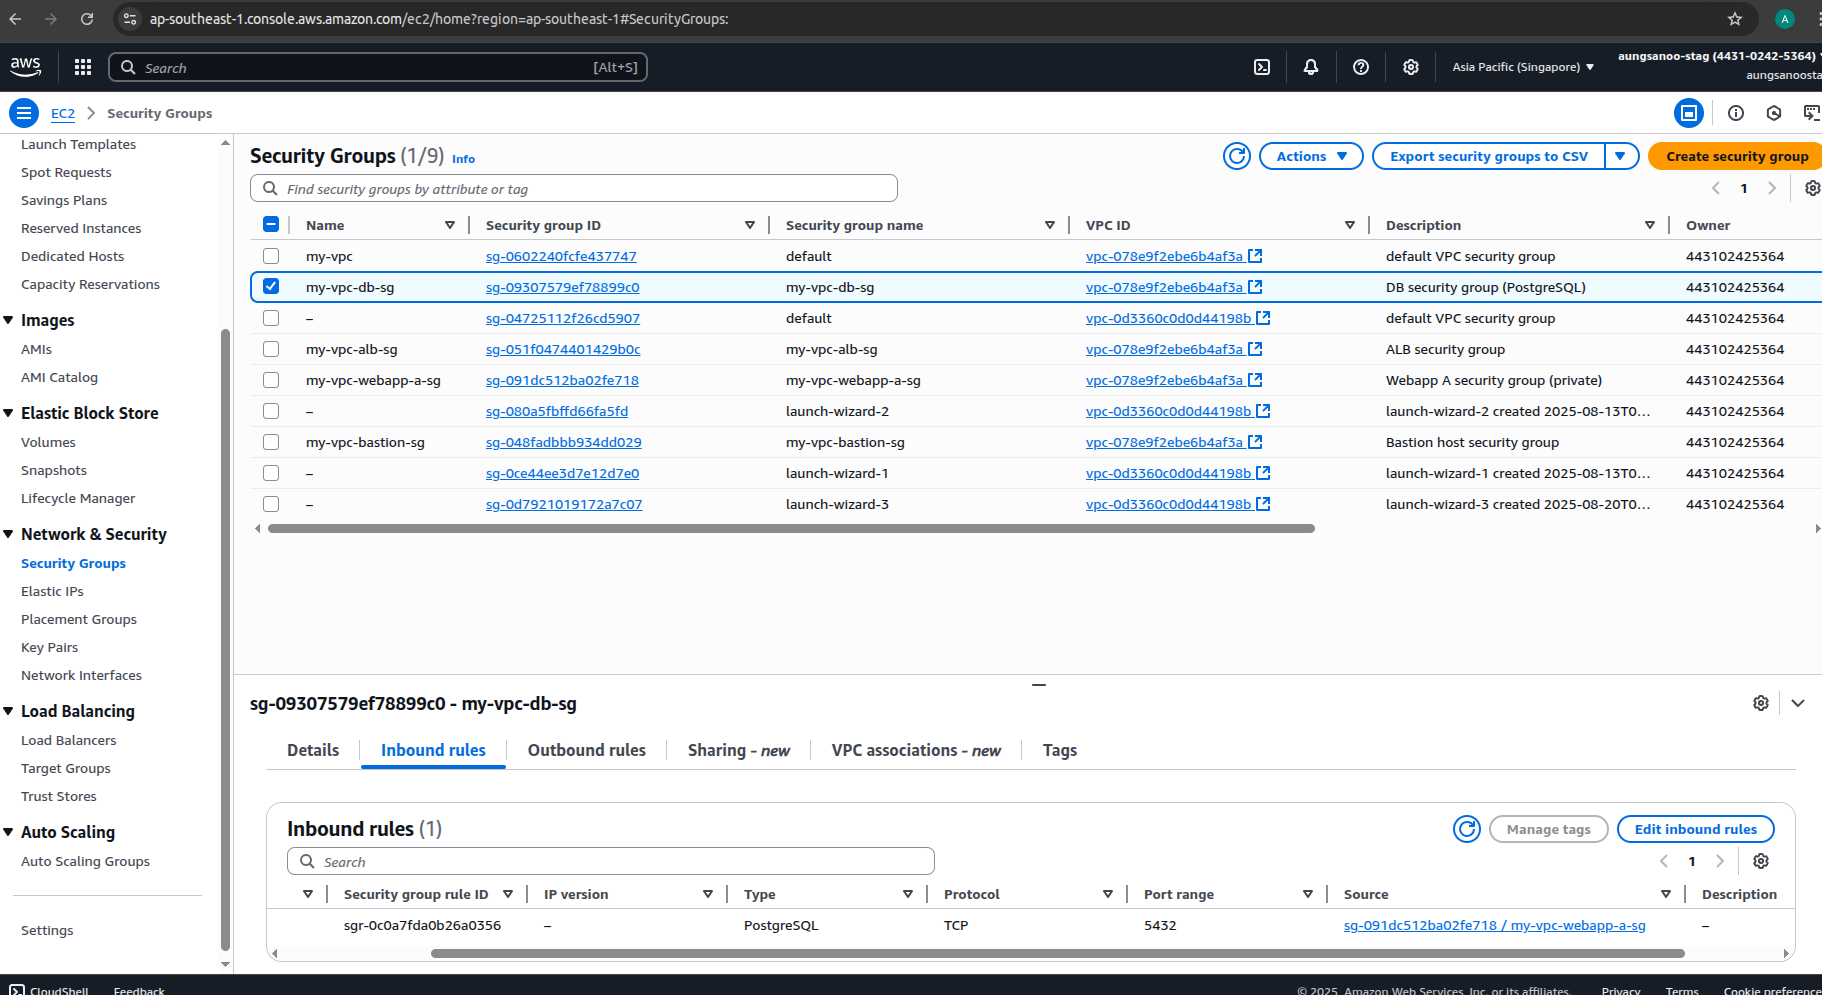 ap-southeast-1.console.aws.amazon.com/ec2/home?region=ap-southeast-1#SecurityGroups:
A
aws
Search [Alt+S]
Asia Pacific (Singapore)
aungsanoo-stag (4431-0242-5364)
aungsanoosta
EC2 > Security Groups
Launch Templates
Spot Requests
Savings Plans
Reserved Instances
Dedicated Hosts
Capacity Reservations
Images
AMIs
AMI Catalog
Elastic Block Store
Volumes
Snapshots
Lifecycle Manager
Network & Security
Security Groups
Elastic IPs
Placement Groups
Key Pairs
Network Interfaces
Load Balancing
Load Balancers
Target Groups
Trust Stores
Auto Scaling
Auto Scaling Groups
Settings
Security Groups (1/9) Info
Actions
Export security groups to CSV
Create security group
Find security groups by attribute or tag
1
Name Security group ID Security group name VPC ID Description Owner
my-vpc sg-0602240fcfe437747 default vpc-078e9f2ebe6b4af3a default VPC security group 443102425364
my-vpc-db-sg sg-09307579ef78899c0 my-vpc-db-sg vpc-078e9f2ebe6b4af3a DB security group (PostgreSQL) 443102425364
– sg-04725112f26cd5907 default vpc-0d3360c0d0d44198b default VPC security group 443102425364
my-vpc-alb-sg sg-051f0474401429b0c my-vpc-alb-sg vpc-078e9f2ebe6b4af3a ALB security group 443102425364
my-vpc-webapp-a-sg sg-091dc512ba02fe718 my-vpc-webapp-a-sg vpc-078e9f2ebe6b4af3a Webapp A security group (private) 443102425364
– sg-080a5fbffd66fa5fd launch-wizard-2 vpc-0d3360c0d0d44198b launch-wizard-2 created 2025-08-13T0... 443102425364
my-vpc-bastion-sg sg-048fadbbb934dd029 my-vpc-bastion-sg vpc-078e9f2ebe6b4af3a Bastion host security group 443102425364
– sg-0ce44ee3d7e12d7e0 launch-wizard-1 vpc-0d3360c0d0d44198b launch-wizard-1 created 2025-08-13T0... 443102425364
– sg-0d7921019172a7c07 launch-wizard-3 vpc-0d3360c0d0d44198b launch-wizard-3 created 2025-08-20T0... 443102425364
sg-09307579ef78899c0 - my-vpc-db-sg
Details Inbound rules Outbound rules Sharing - new VPC associations - new Tags
Inbound rules (1)
Manage tags
Edit inbound rules
Search
1
Security group rule ID IP version Type Protocol Port range Source Description
sgr-0c0a7fda0b26a0356 – PostgreSQL TCP 5432 sg-091dc512ba02fe718 / my-vpc-webapp-a-sg –
CloudShell Feedback © 2025, Amazon Web Services, Inc. or its affiliates. Privacy Terms Cookie preference